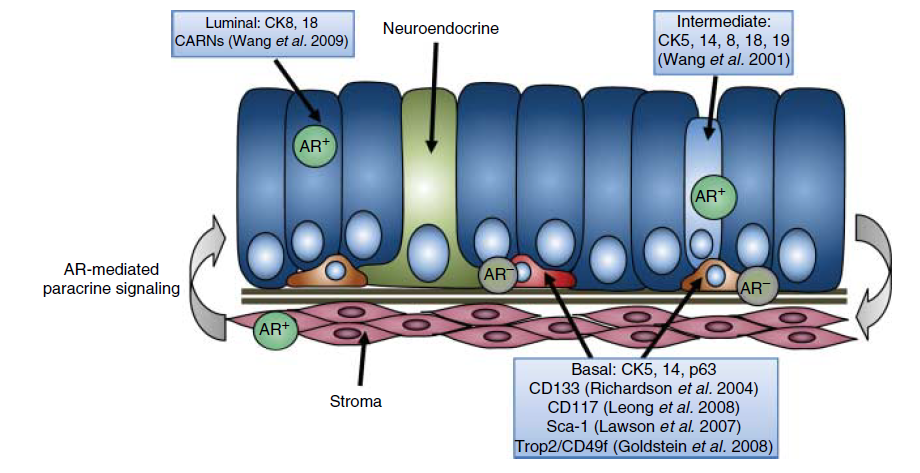 Luminal: CK8, 18
CARNs (Wang et al. 2009)
Neuroendocrine
Intermediate:
CK5, 14, 8, 18, 19
(Wang et al. 2001)
AR+
AR+
AR–
AR–
AR-mediated
paracrine signaling
AR+
Stroma
Basal: CK5, 14, p63
CD133 (Richardson et al. 2004)
CD117 (Leong et al. 2008)
Sca-1 (Lawson et al. 2007)
Trop2/CD49f (Goldstein et al. 2008)